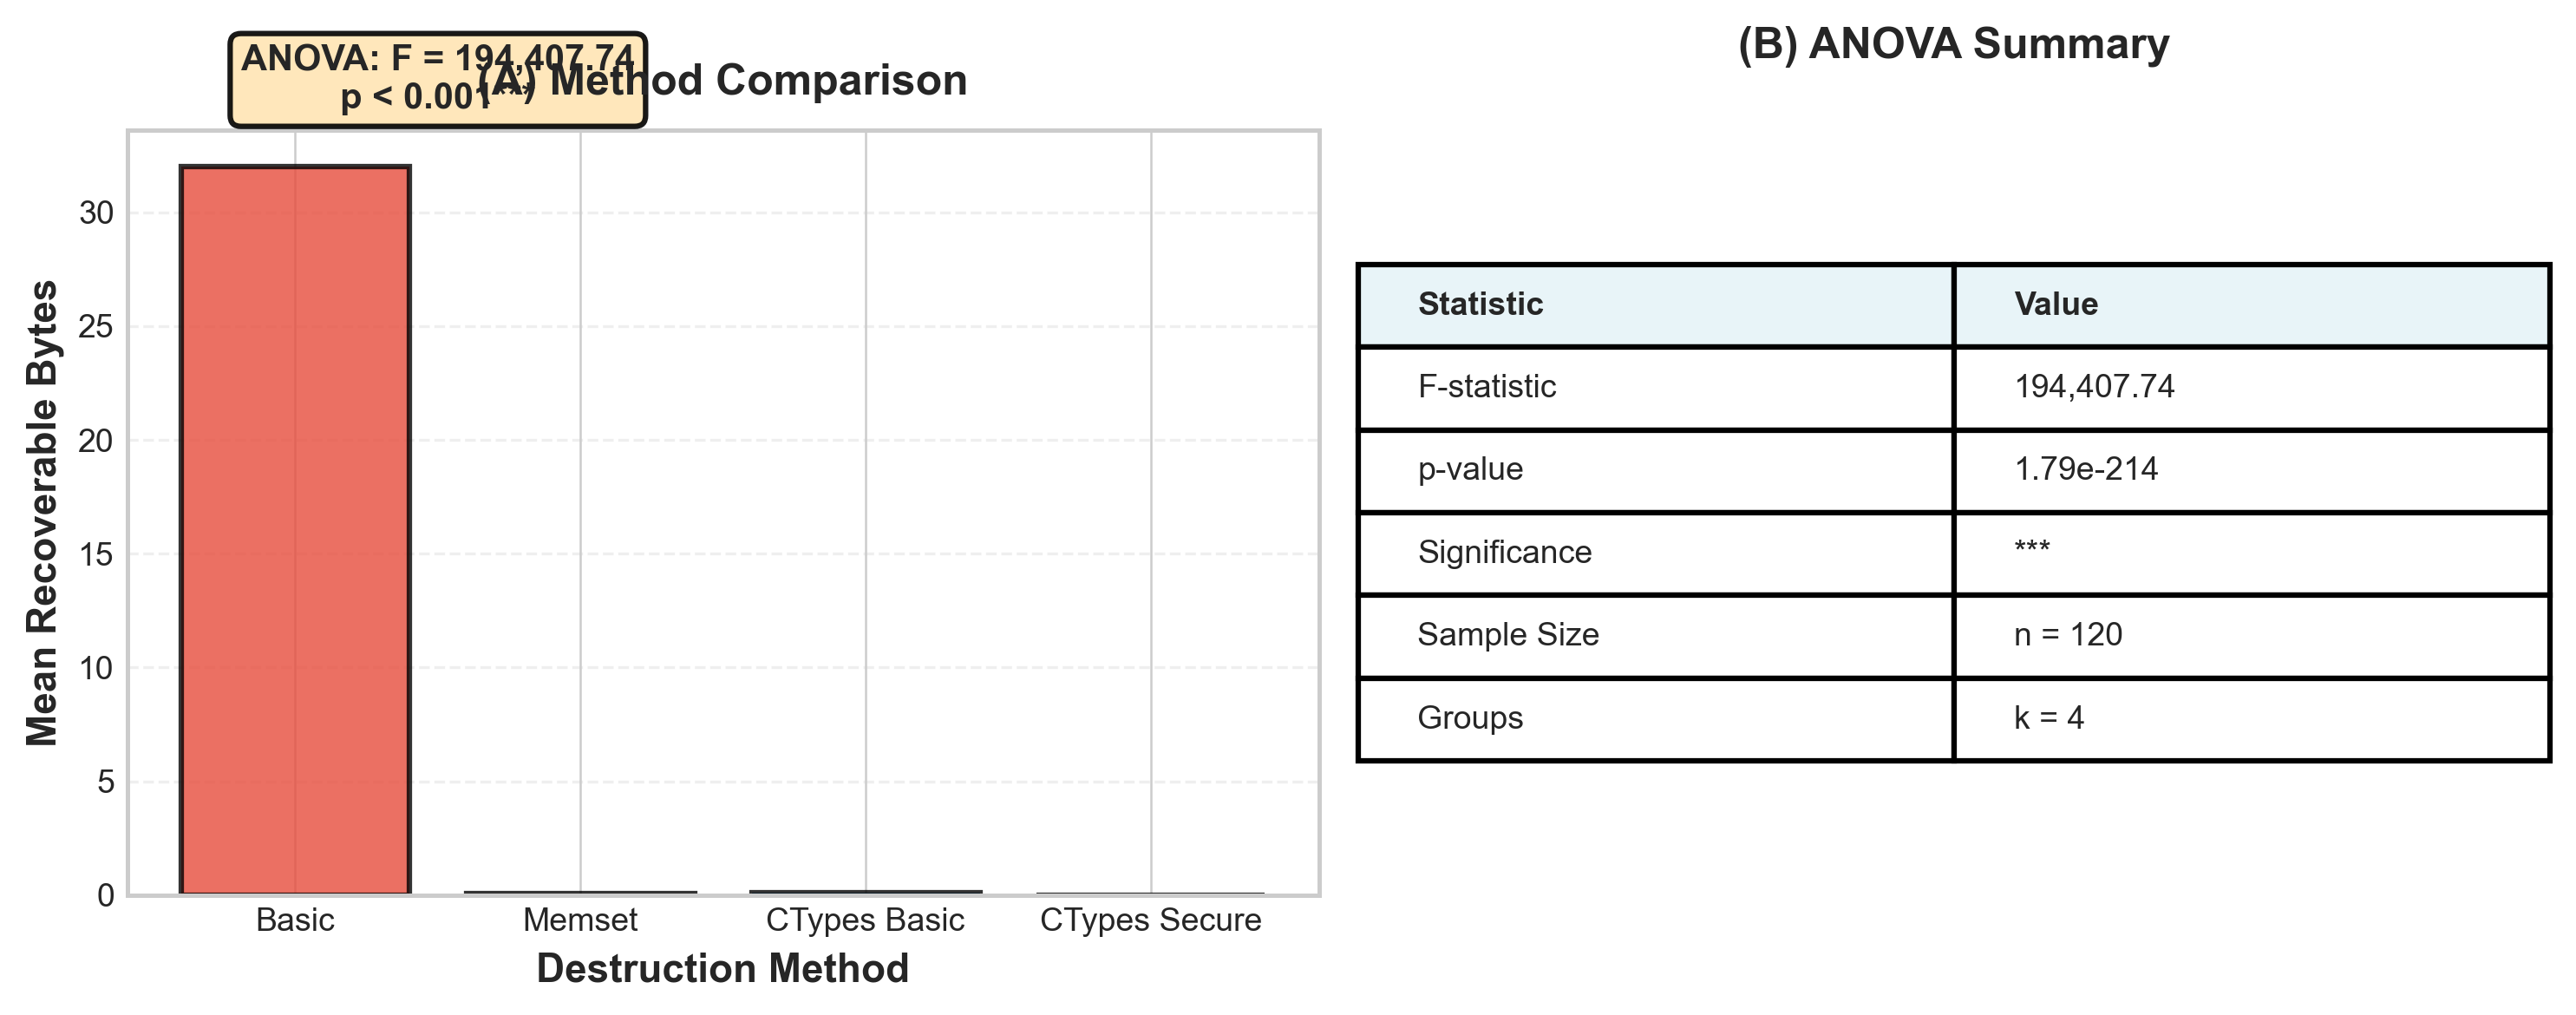 ANOVA: F = 194,407.74
p < 0.001***
(A) Method Comparison
Mean Recoverable Bytes
30
25
20
15
10
5
0
Basic Memset CTypes Basic CTypes Secure
Destruction Method
(B) ANOVA Summary
Statistic Value
F-statistic 194,407.74
p-value 1.79e-214
Significance ***
Sample Size n = 120
Groups k = 4